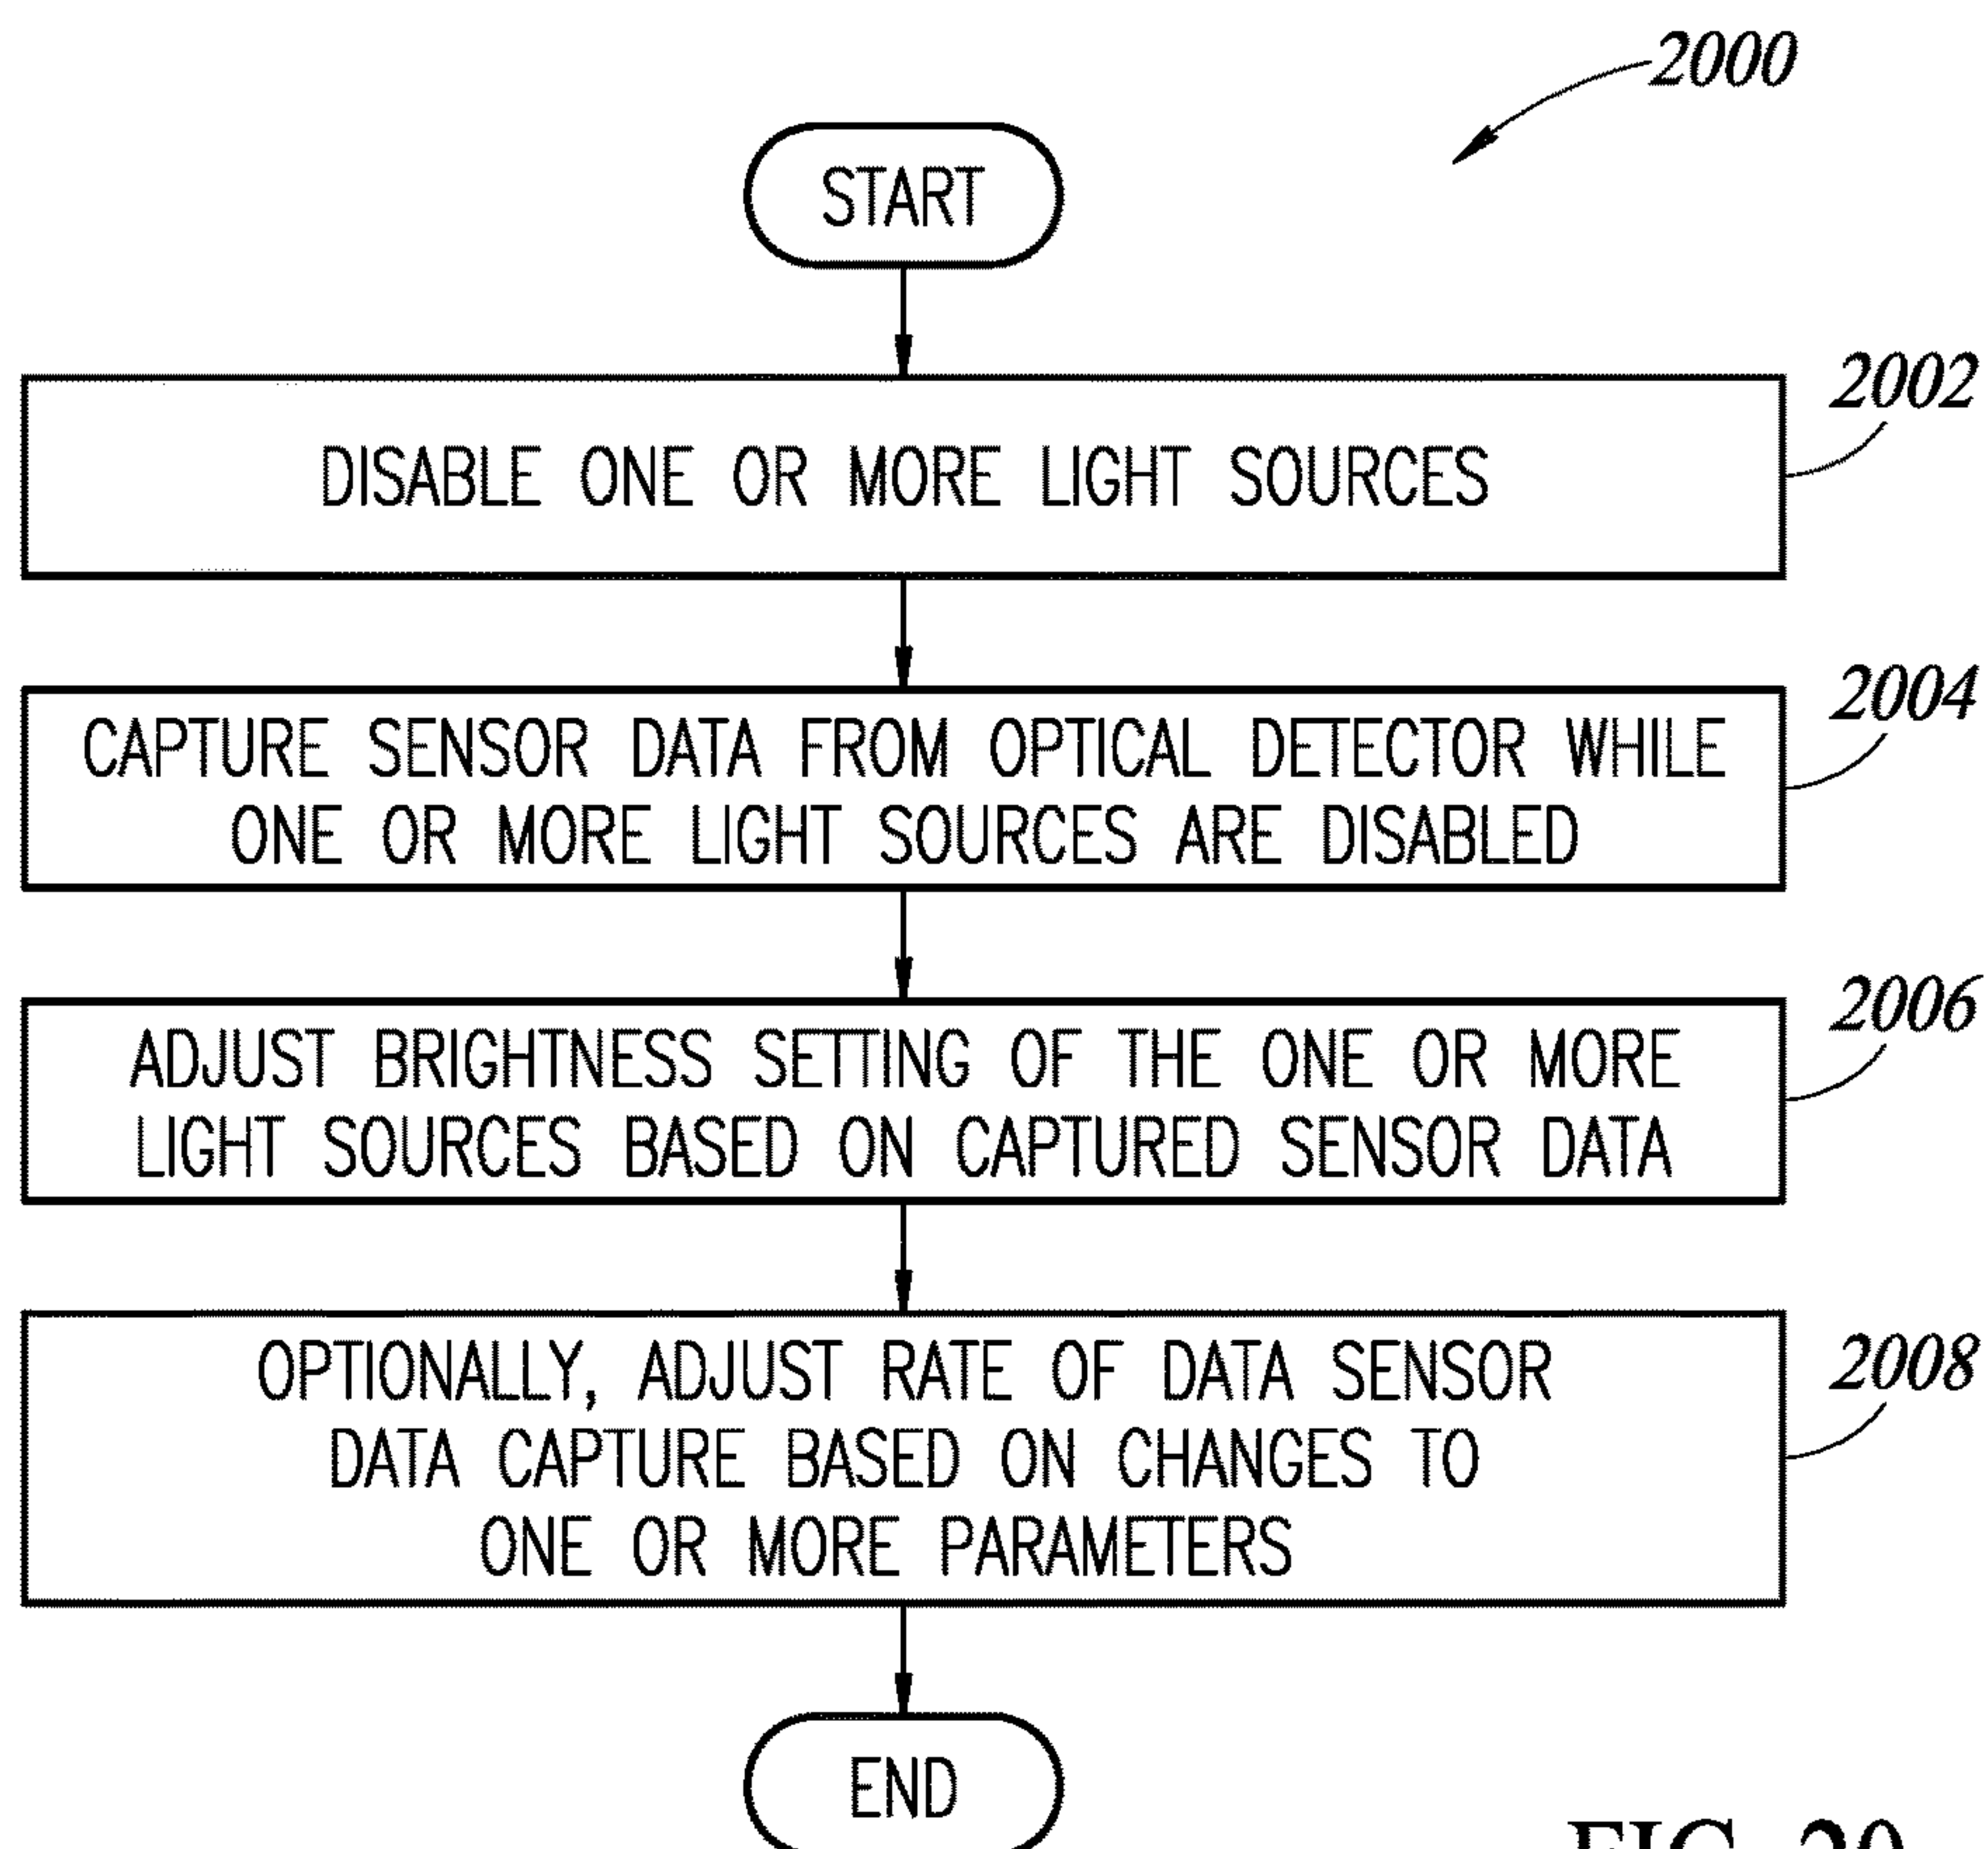 2000
START
2002
DISABLE ONE OR MORE LIGHT SOURCES
2004
CAPTURE SENSOR DATA FROM OPTICAL DETECTOR WHILE
ONE OR MORE LIGHT SOURCES ARE DISABLED
2006
ADJUST BRIGHTNESS SETTING OF THE ONE OR MORE
LIGHT SOURCES BASED ON CAPTURED SENSOR DATA
2008
OPTIONALLY, ADJUST RATE OF DATA SENSOR
DATA CAPTURE BASED ON CHANGES TO
ONE OR MORE PARAMETERS
END
FIG. 20